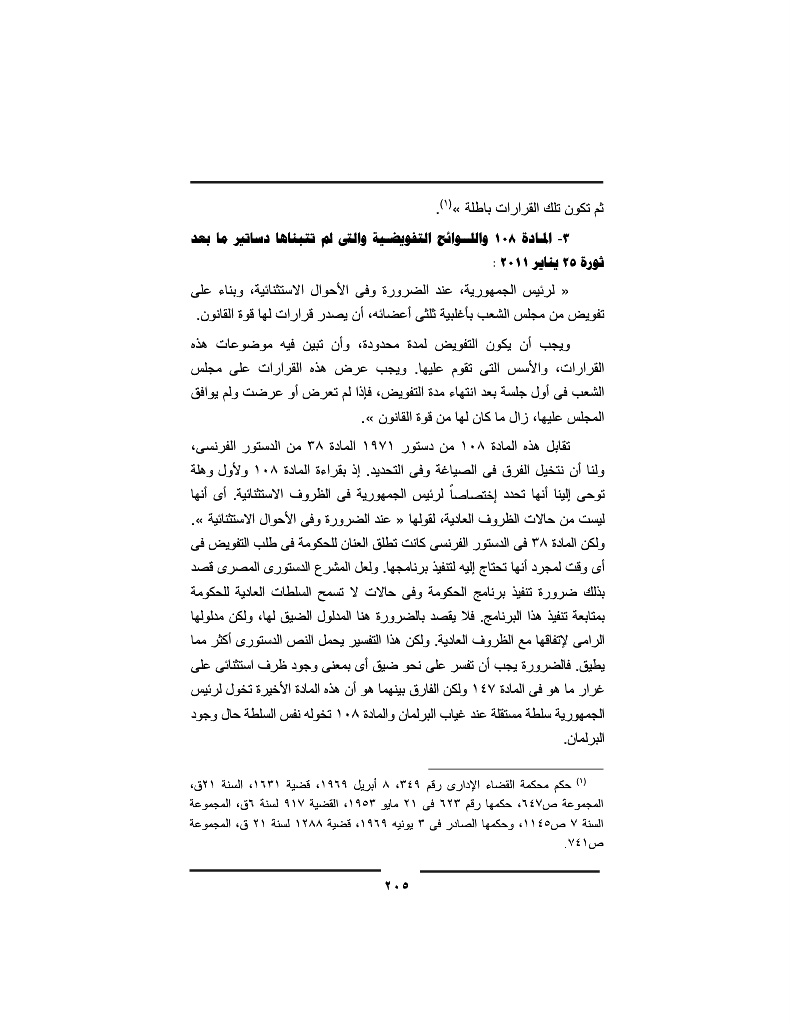 ثم تكون تلك القرارات باطلة »(١).
٣- المادة ١٠٨ واللـوائح التفويضـية والتى لم تتبناها دساتير ما بعد
ثورة ٢٥ يناير ٢٠١١ :
« لرئيس الجمهورية، عند الضرورة وفى الأحوال الاستثنائية، وبناء على
تفويض من مجلس الشعب بأغلبية ثلثى أعضائه، أن يصدر قرارات لها قوة القانون.
ويجب أن يكون التفويض لمدة محدودة، وأن تبين فيه موضوعات هذه
القرارات، والأسس التى تقوم عليها. ويجب عرض هذه القرارات على مجلس
الشعب فى أول جلسة بعد انتهاء مدة التفويض، فإذا لم تعرض أو عرضت ولم يوافق
المجلس عليها، زال ما كان لها من قوة القانون ».
تقابل هذه المادة ١٠٨ من دستور ١٩٧١ المادة ٣٨ من الدستور الفرنسى،
ولنا أن نتخيل الفرق فى الصياغة وفى التحديد. إذ بقراءة المادة ١٠٨ ولأول وهلة
توحى إلينا أنها تحدد إختصاصاً لرئيس الجمهورية فى الظروف الاستثنائية. أى أنها
ليست من حالات الظروف العادية، لقولها « عند الضرورة وفى الأحوال الاستثنائية ».
ولكن المادة ٣٨ فى الدستور الفرنسى كانت تطلق العنان للحكومة فى طلب التفويض فى
أى وقت لمجرد أنها تحتاج إليه لتنفيذ برنامجها. ولعل المشرع الدستورى المصرى قصد
بذلك ضرورة تنفيذ برنامج الحكومة وفى حالات لا تسمح السلطات العادية للحكومة
بمتابعة تنفيذ هذا البرنامج. فلا يقصد بالضرورة هنا المدلول الضيق لها، ولكن مدلولها
الرامى لإتفاقها مع الظروف العادية. ولكن هذا التفسير يحمل النص الدستورى أكثر مما
يطيق. فالضرورة يجب أن تفسر على نحو ضيق أى بمعنى وجود ظرف استثنائى على
غرار ما هو فى المادة ١٤٧ ولكن الفارق بينهما هو أن هذه المادة الأخيرة تخول لرئيس
الجمهورية سلطة مستقلة عند غياب البرلمان والمادة ١٠٨ تخوله نفس السلطة حال وجود
البرلمان.
(١) حكم محكمة القضاء الإدارى رقم ٣٤٩، ٨ أبريل ١٩٦٩، قضية ١٦٣١، السنة ٢١ق،
المجموعة ص٦٤٧، حكمها رقم ٦٢٣ فى ٢١ مايو ١٩٥٣، القضية ٩١٧ لسنة ٦ق، المجموعة
السنة ٧ ص١١٤٥، وحكمها الصادر فى ٣ يونيه ١٩٦٩، قضية ١٢٨٨ لسنة ٢١ ق، المجموعة
ص٧٤١.
٢٠٥